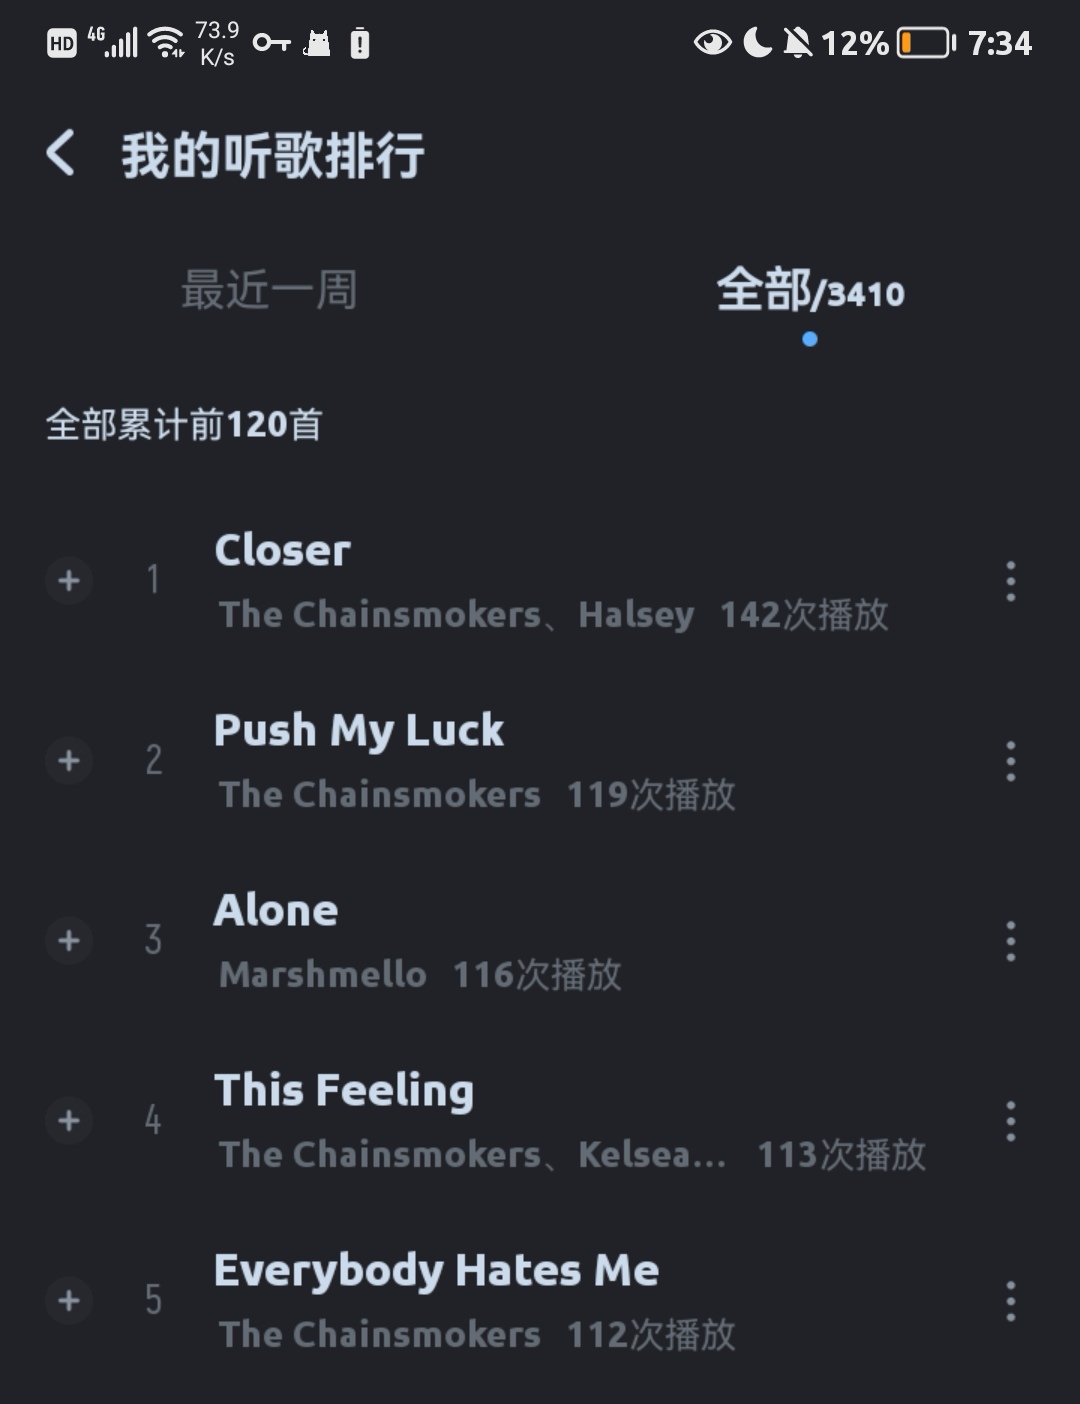 HD 4G 73.9 K/s 12% 7:34
我的听歌排行
最近一周 全部/3410
全部累计前120首
1 Closer
The Chainsmokers、Halsey 142次播放
2 Push My Luck
The Chainsmokers 119次播放
3 Alone
Marshmello 116次播放
4 This Feeling
The Chainsmokers、Kelsea... 113次播放
5 Everybody Hates Me
The Chainsmokers 112次播放